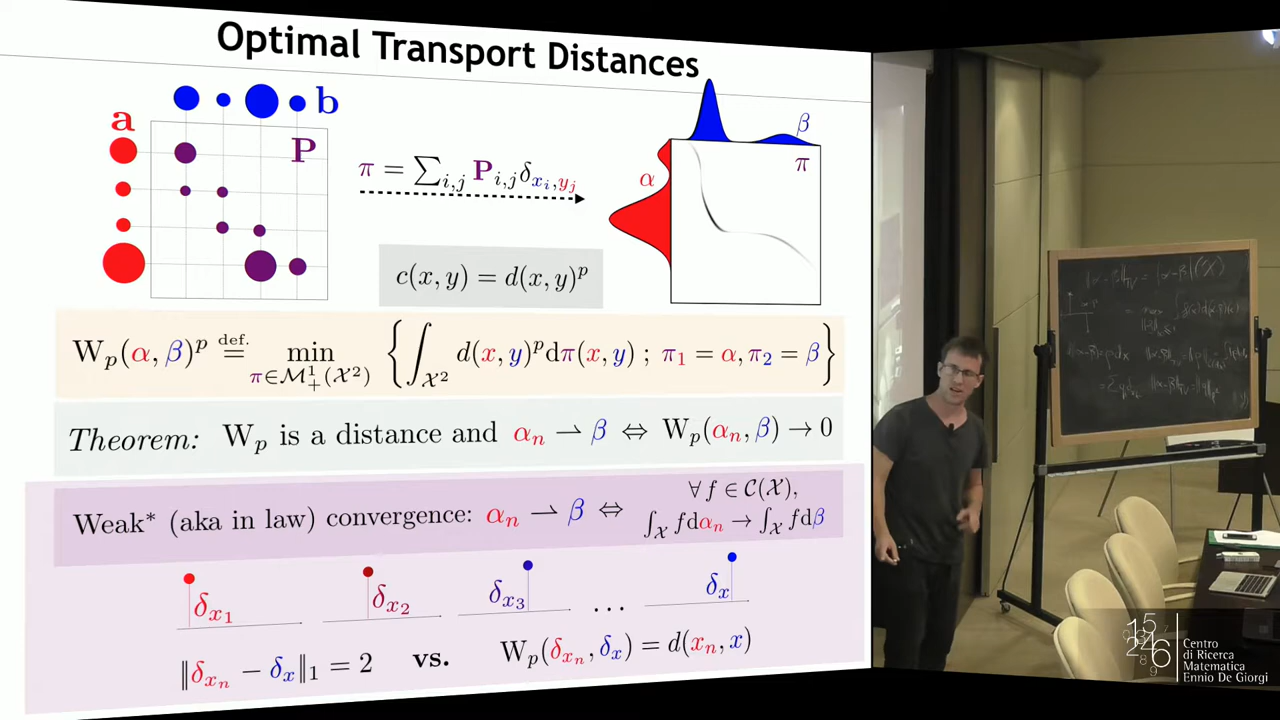 Optimal Transport Distances
a
b
P
π = ∑_{i,j} P_{i,j} δ_{x_i,y_j}
c(x, y) = d(x, y)^p
α
β
π
W_p(α, β)^p =^{def.} min_{π∈M^1_+(X^2)} { ∫_{X^2} d(x, y)^p dπ(x, y) ; π_1 = α, π_2 = β }
Theorem: W_p is a distance and α_n ⇀ β ⇔ W_p(α_n, β) → 0
Weak* (aka in law) convergence: α_n ⇀ β ⇔ ∀ f ∈ C(X),
∫_X f dα_n → ∫_X f dβ
δ_{x_1} δ_{x_2} δ_{x_3} ... δ_x
‖δ_{x_n} − δ_x‖_1 = 2 vs. W_p(δ_{x_n}, δ_x) = d(x_n, x)
Centro
di Ricerca
Matematica
Ennio De Giorgi